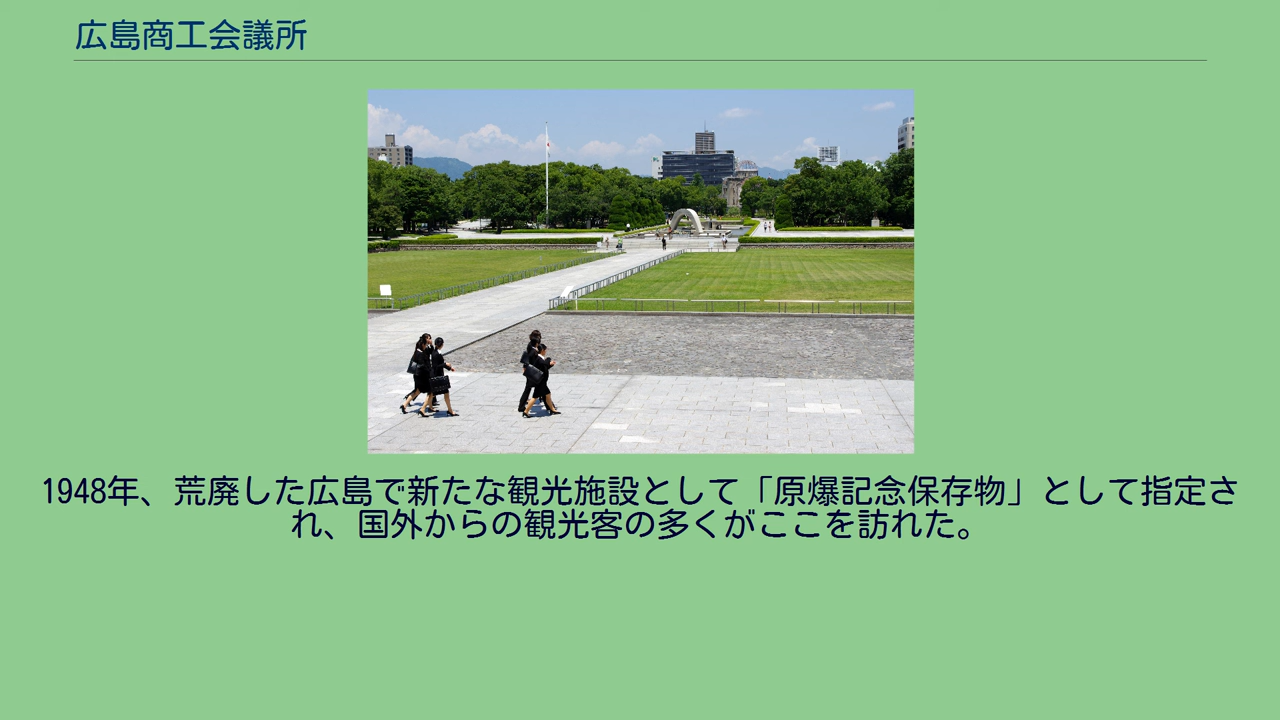 広島商工会議所
1948年、荒廃した広島で新たな観光施設として「原爆記念保存物」として指定さ
れ、国外からの観光客の多くがここを訪れた。